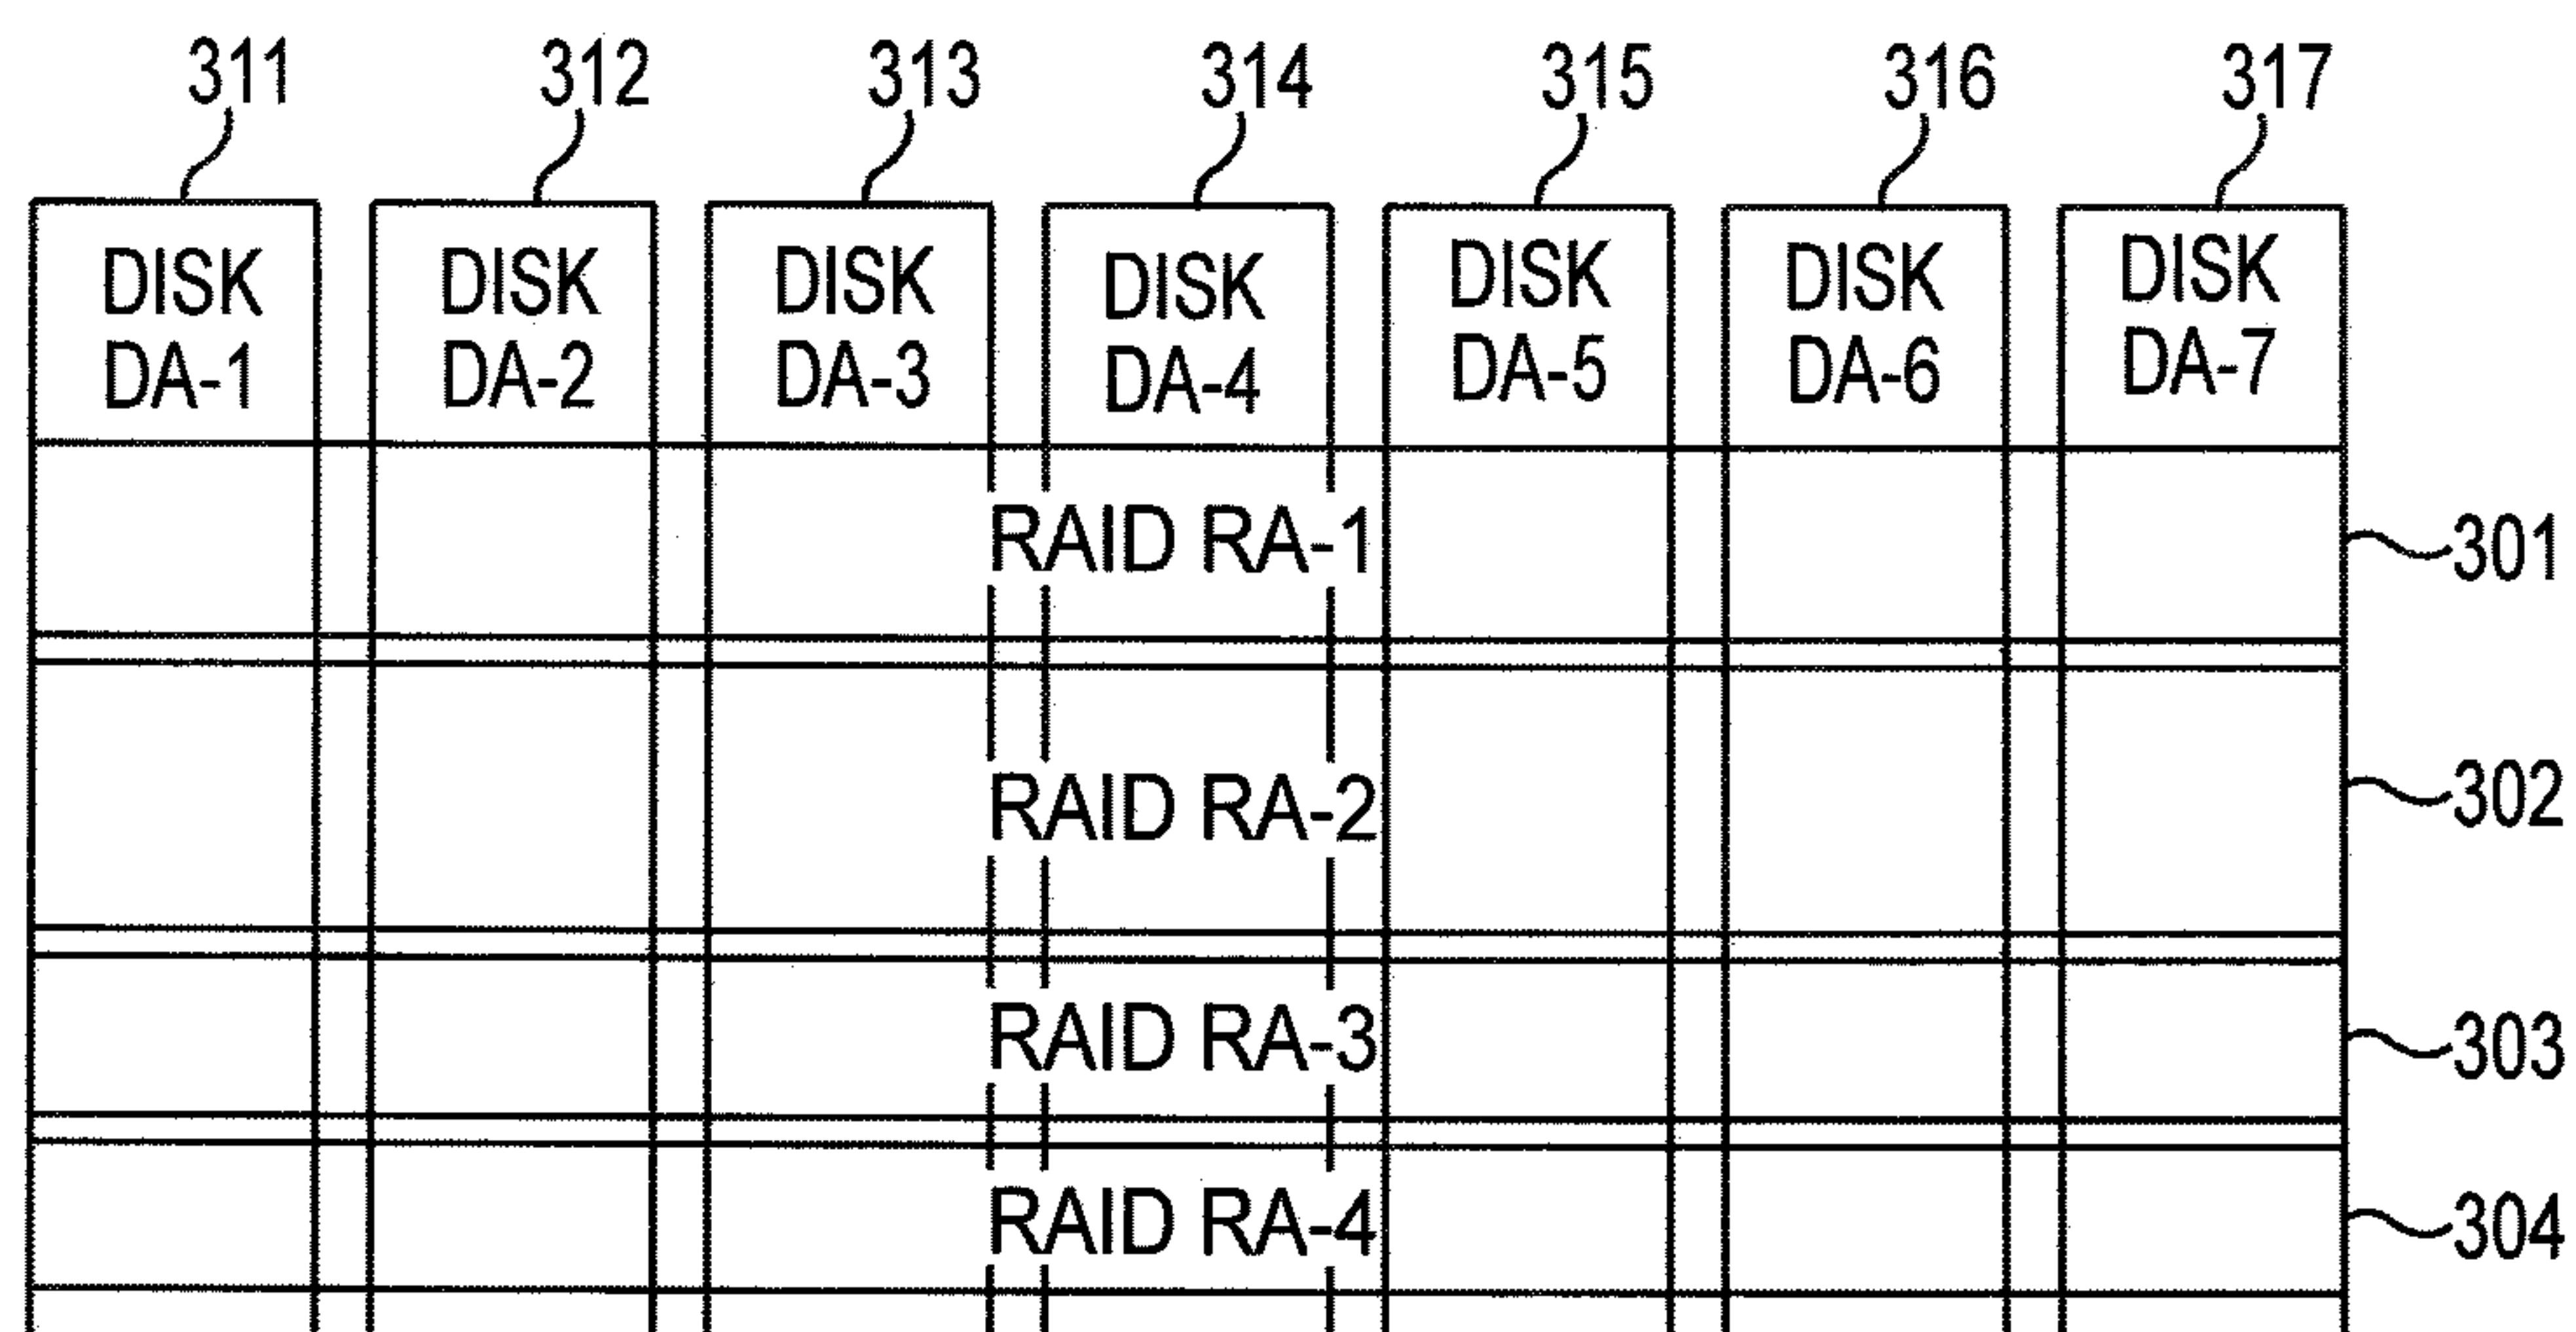 311 312 313 314 315 316 317
DISK DISK DISK DISK DISK DISK DISK
DA-1 DA-2 DA-3 DA-4 DA-5 DA-6 DA-7
RAID RA-1 301
RAID RA-2 302
RAID RA-3 303
RAID RA-4 304